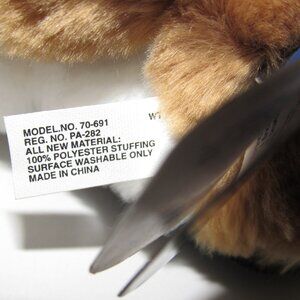 MODEL.NO. 70-691
REG. NO. PA-282
ALL NEW MATERIAL:
100% POLYESTER STUFFING
SURFACE WASHABLE ONLY
MADE IN CHINA